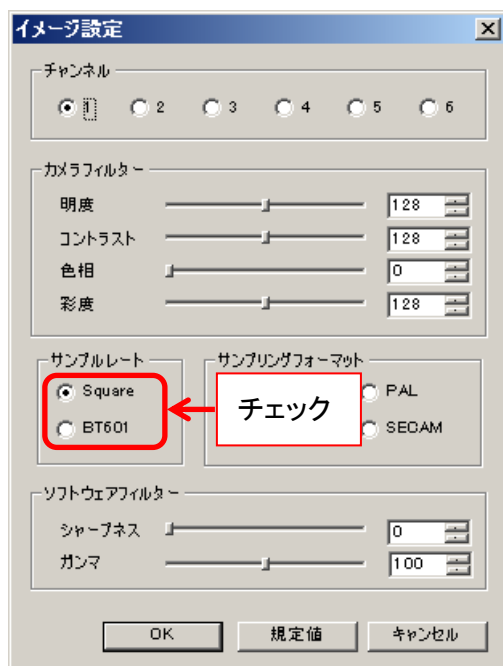 イメージ設定
チャンネル
1 2 3 4 5 6
カメラフィルター
明度 128
コントラスト 128
色相 0
彩度 128
サンプルレート サンプリングフォーマット
Square チェック PAL
BT601 SECAM
ソフトウェアフィルター
シャープネス 0
ガンマ 100
OK 規定値 キャンセル